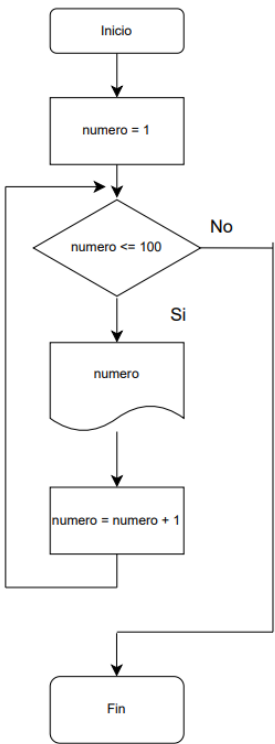 Inicio
numero = 1
numero <= 100
No
Si
numero
numero = numero + 1
Fin